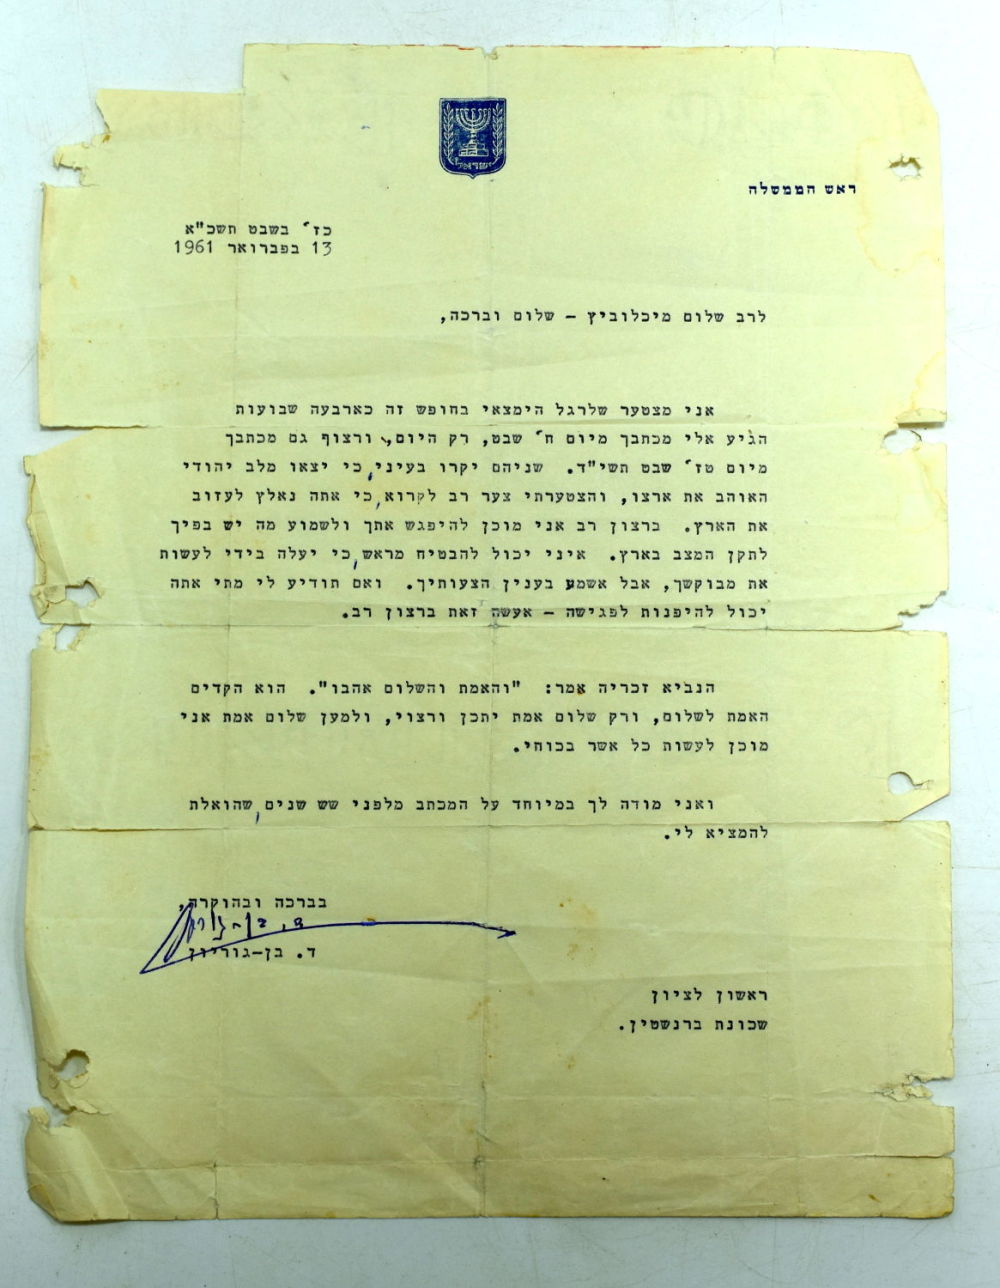 ישראל
ראש הממשלה
כז' בשבט תשכ"א
13 בפברואר 1961
לרב שלום מיכלוביץ – שלום וברכה,
אני מצטער שלרגל הימצאי בחופש זה כארבעה שבועות
הגיע אלי מכתבך מיום ח' שבט, רק היום, ורצוף גם מכתבך
מיום טז' שבט תשי"ד. שניהם יקרו בעיני, כי יצאו מלב יהודי
האוהב את ארצו, והצטערתי צער רב לקרוא, כי אתה נאלץ לעזוב
את הארץ. ברצון רב אני מוכן להיפגש אתך ולשמוע מה יש בפיך
לתקן המצב בארץ. איני יכול להבטיח מראש, כי יעלה בידי לעשות
את מבוקשך, אבל אשמע בענין הצעותיך. ואם תודיע לי מתי אתה
יכול להיפנות לפגישה – אעשה זאת ברצון רב.
הנביא זכריה אמר: "והאמת והשלום אהבו". הוא הקדים
האמת לשלום, ורק שלום אמת יתכן ורצוי, ולמען שלום אמת אני
מוכן לעשות כל אשר בכוחי.
ואני מודה לך במיוחד על המכתב מלפני שש שנים, שהואלת
להמציא לי.
בברכה ובהוקרה,
ד. בן-גוריון
ד. בן-גוריון
ראשון לציון
שכונת ברנשטין.